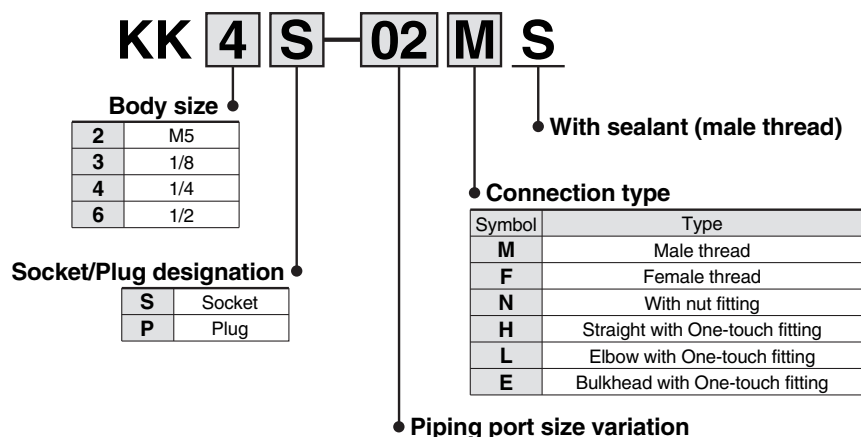 KK 4 S-02 M S
Body size
2 M5
3 1/8
4 1/4
6 1/2
With sealant (male thread)
Connection type
Symbol Type
M Male thread
F Female thread
N With nut fitting
H Straight with One-touch fitting
L Elbow with One-touch fitting
E Bulkhead with One-touch fitting
Socket/Plug designation
S Socket
P Plug
Piping port size variation